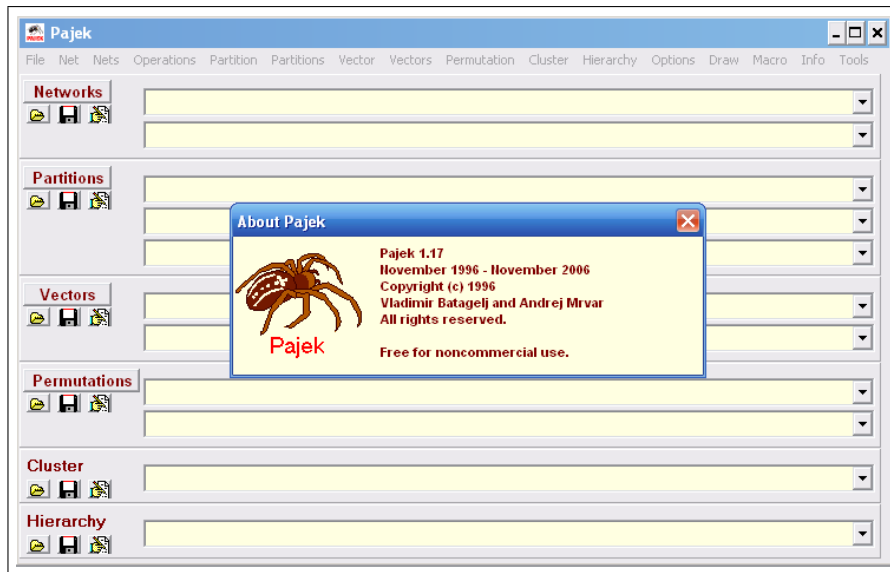 Pajek
File Net Nets Operations Partition Partitions Vector Vectors Permutation Cluster Hierarchy Options Draw Macro Info Tools
Networks
Partitions
About Pajek
Pajek 1.17
November 1996 - November 2006
Copyright (c) 1996
Vladimir Batagelj and Andrej Mrvar
All rights reserved.
Pajek
Free for noncommercial use.
Vectors
Permutations
Cluster
Hierarchy